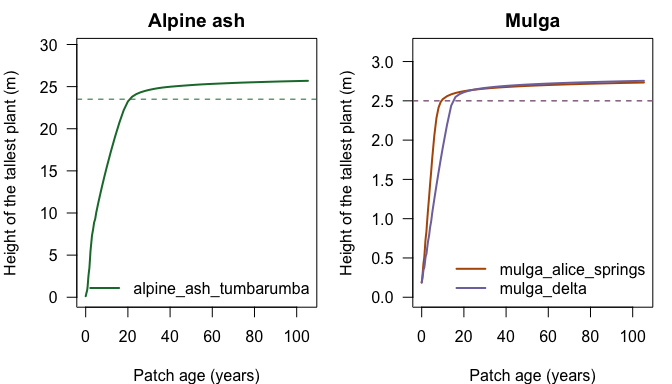 Alpine ash
Height of the tallest plant (m)
30
25
20
15
10
5
0
alpine_ash_tumbarumba
0 20 40 60 80 100
Patch age (years)
Mulga
Height of the tallest plant (m)
3.0
2.5
2.0
1.5
1.0
0.5
0.0
mulga_alice_springs
mulga_delta
0 20 40 60 80 100
Patch age (years)